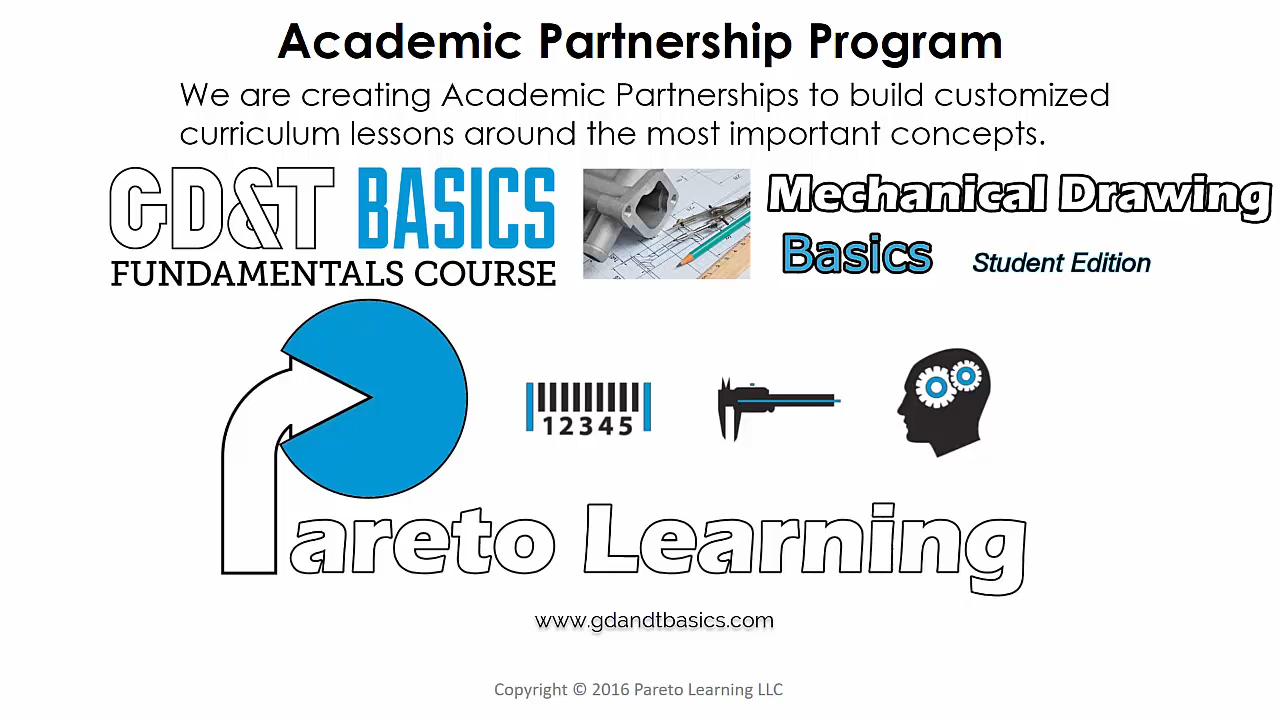 Academic Partnership Program
We are creating Academic Partnerships to build customized
curriculum lessons around the most important concepts.
GD&T BASICS
FUNDAMENTALS COURSE
Mechanical Drawing
Basics Student Edition
12345
Pareto Learning
www.gdandtbasics.com
Copyright © 2016 Pareto Learning LLC